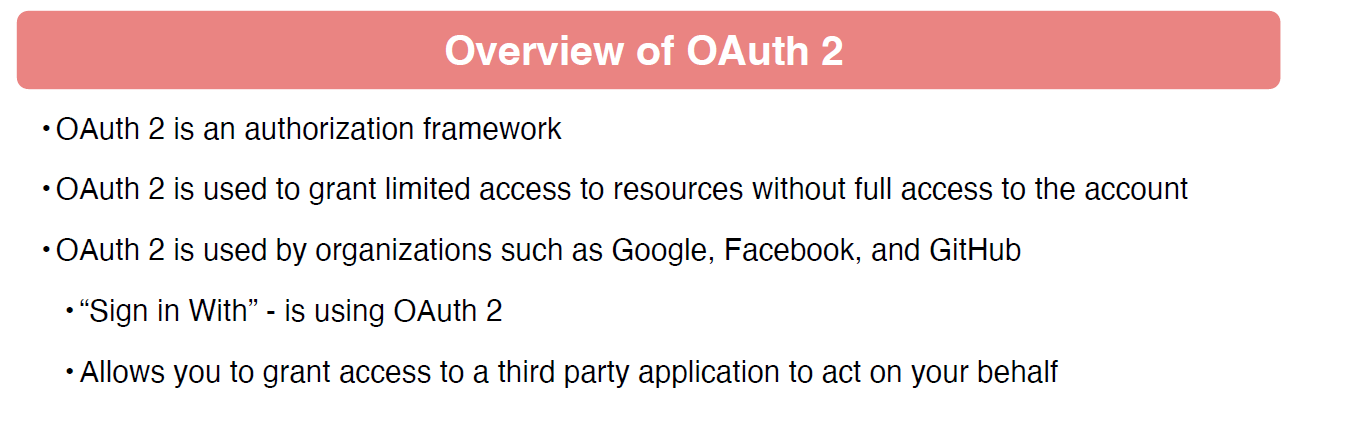 Overview of OAuth 2
• OAuth 2 is an authorization framework
• OAuth 2 is used to grant limited access to resources without full access to the account
• OAuth 2 is used by organizations such as Google, Facebook, and GitHub
• “Sign in With” - is using OAuth 2
• Allows you to grant access to a third party application to act on your behalf